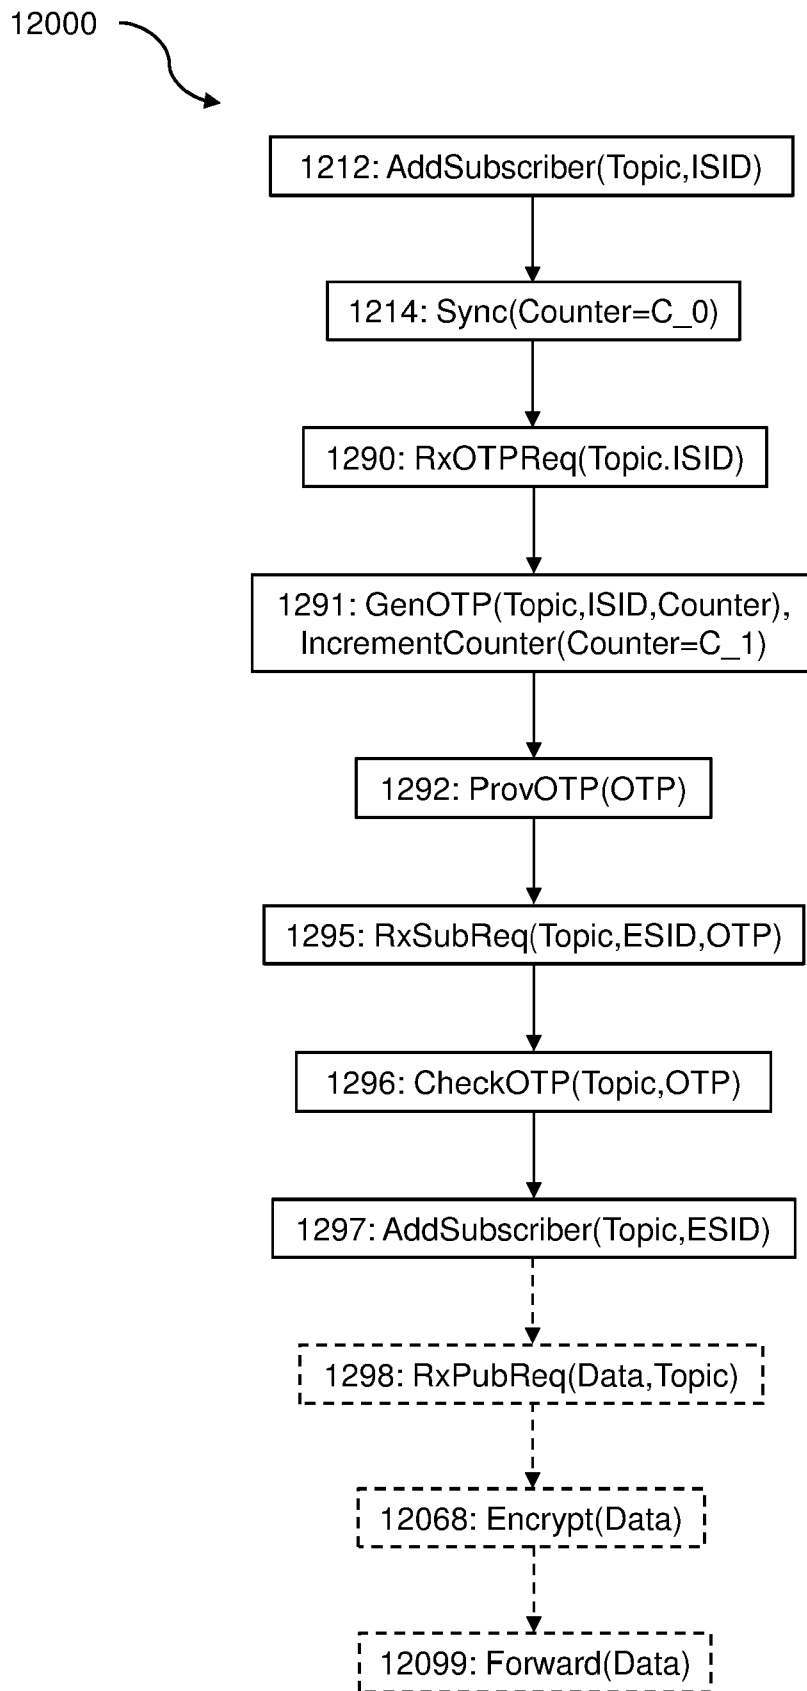 12000
1212: AddSubscriber(Topic,ISID)
1214: Sync(Counter=C_0)
1290: RxOTPReq(Topic.ISID)
1291: GenOTP(Topic,ISID,Counter),
IncrementCounter(Counter=C_1)
1292: ProvOTP(OTP)
1295: RxSubReq(Topic,ESID,OTP)
1296: CheckOTP(Topic,OTP)
1297: AddSubscriber(Topic,ESID)
1298: RxPubReq(Data,Topic)
12068: Encrypt(Data)
12099: Forward(Data)